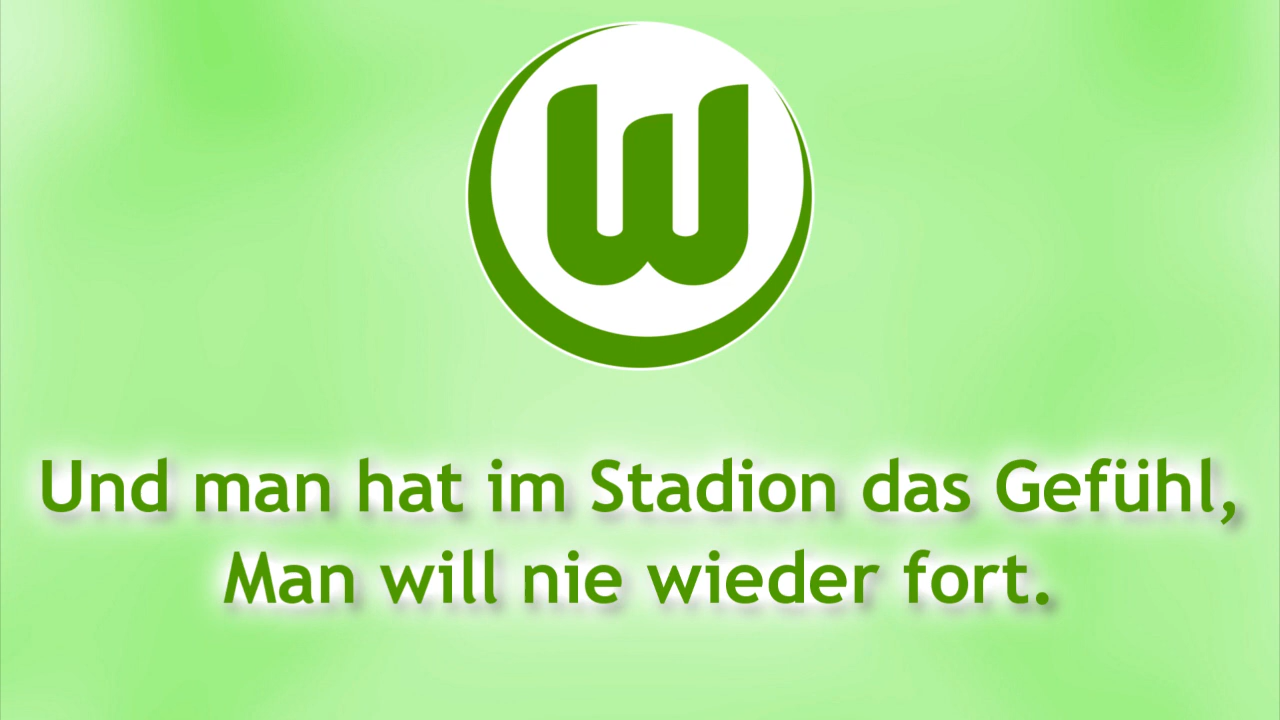 W
Und man hat im Stadion das Gefühl,
Man will nie wieder fort.